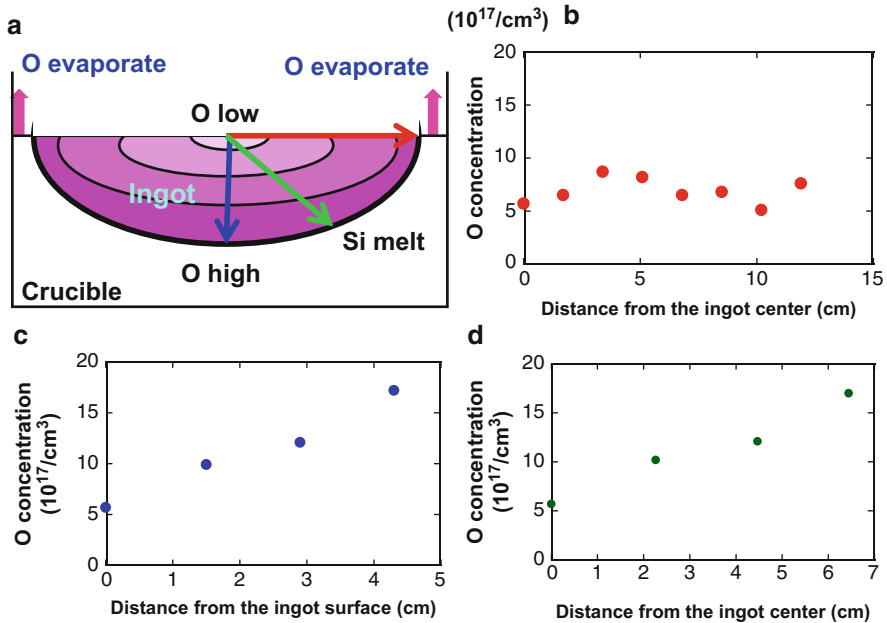 a
O evaporate
O evaporate
O low
Ingot
Si melt
O high
Crucible
(10^17/cm^3)
b
20
15
10
5
0
O concentration
0 5 10 15
Distance from the ingot center (cm)
c
20
15
10
5
0
O concentration
(10^17/cm^3)
0 1 2 3 4 5
Distance from the ingot surface (cm)
d
20
15
10
5
0
O concentration
(10^17/cm^3)
0 1 2 3 4 5 6 7
Distance from the ingot center (cm)